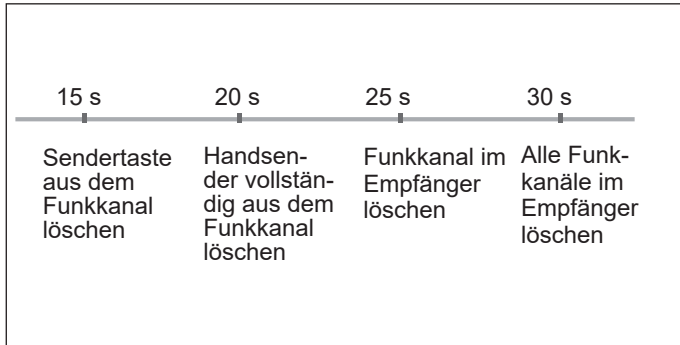 15 s
20 s
25 s
30 s
Sendertaste
aus dem
Funkkanal
löschen
Handsen-
der vollstän-
dig aus dem
Funkkanal
löschen
Funkkanal im
Empfänger
löschen
Alle Funk-
kanäle im
Empfänger
löschen